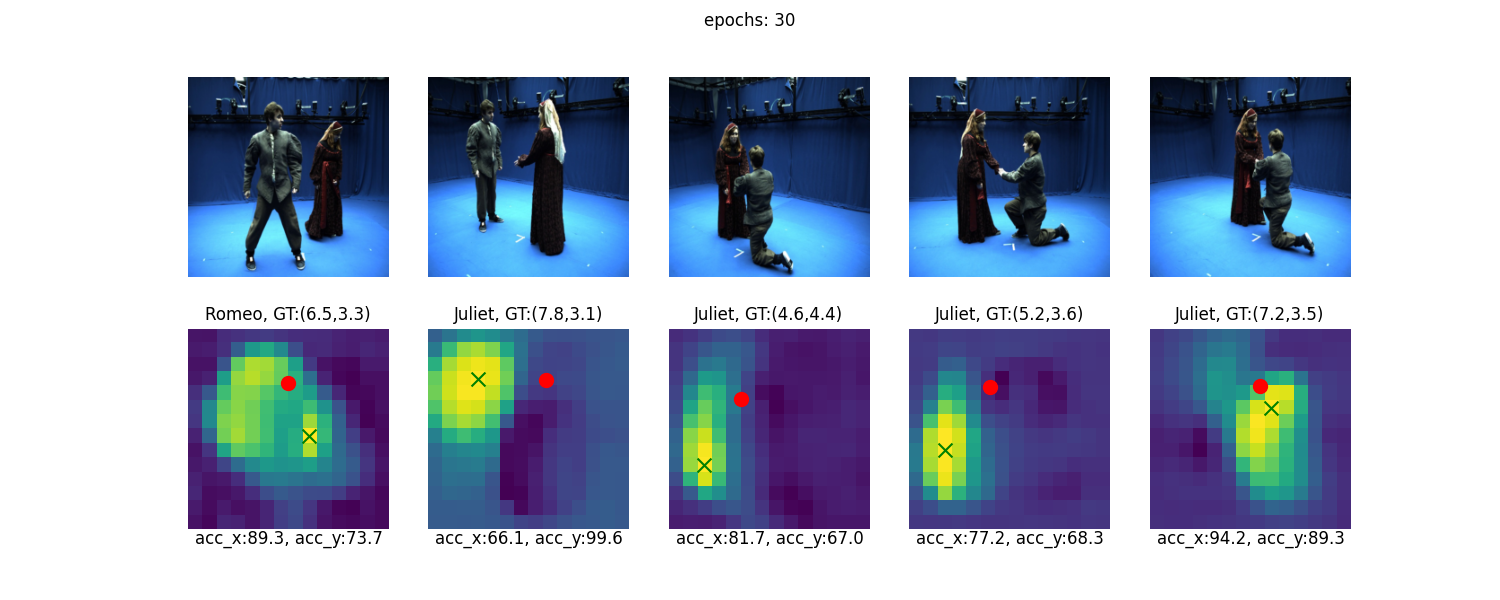 epochs: 30
Romeo, GT:(6.5,3.3)
Juliet, GT:(7.8,3.1)
Juliet, GT:(4.6,4.4)
Juliet, GT:(5.2,3.6)
Juliet, GT:(7.2,3.5)
acc_x:89.3, acc_y:73.7
acc_x:66.1, acc_y:99.6
acc_x:81.7, acc_y:67.0
acc_x:77.2, acc_y:68.3
acc_x:94.2, acc_y:89.3